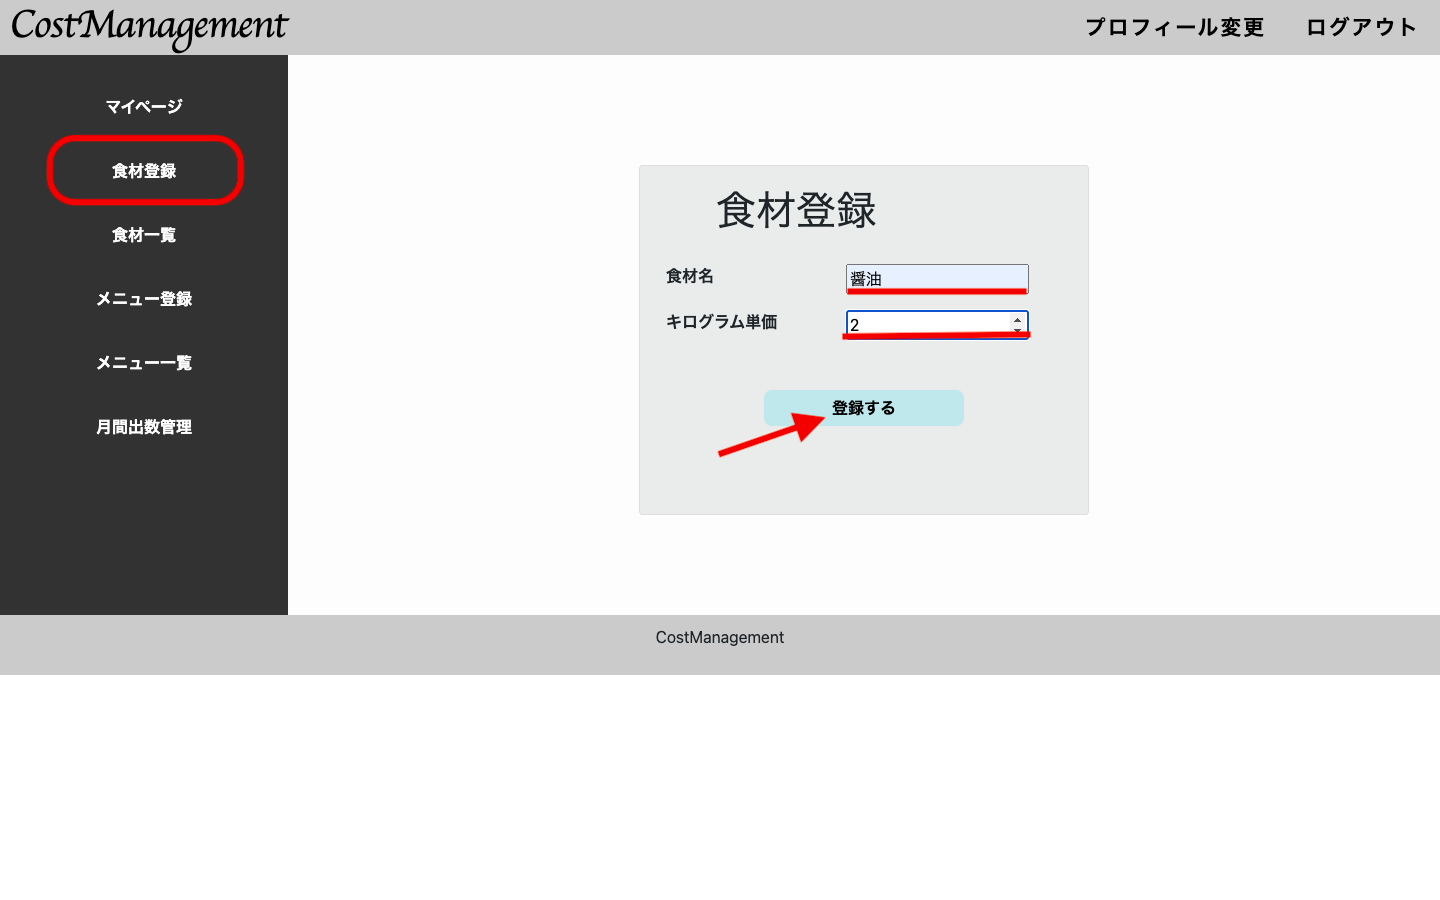 CostManagement
プロフィール変更
ログアウト
マイページ
食材登録
食材一覧
メニュー登録
メニュー一覧
月間出数管理
食材登録
食材名
醤油
キログラム単価
2
登録する
CostManagement